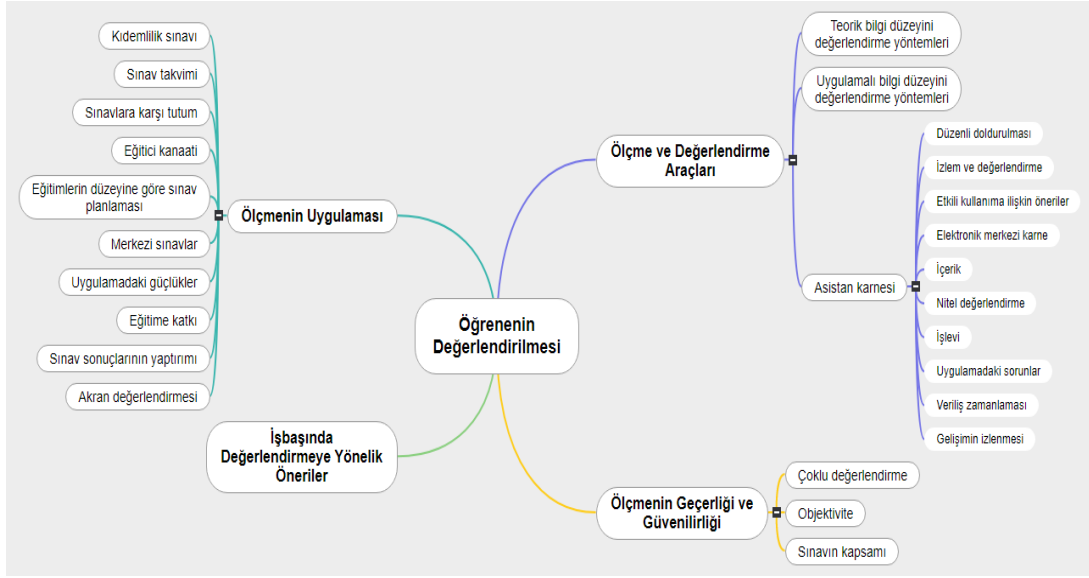 Öğrenenin
Değerlendirilmesi
Ölçmenin Uygulaması
Kıdemlilik sınavı
Sınav takvimi
Sınavlara karşı tutum
Eğitici kanaati
Eğitimlerin düzeyine göre sınav
planlaması
Merkezi sınavlar
Uygulamadaki güçlükler
Eğitime katkı
Sınav sonuçlarının yaptırımı
Akran değerlendirmesi
İşbaşında
Değerlendirmeye Yönelik
Öneriler
Ölçme ve Değerlendirme
Araçları
Teorik bilgi düzeyini
değerlendirme yöntemleri
Uygulamalı bilgi düzeyini
değerlendirme yöntemleri
Asistan karnesi
Düzenli doldurulması
İzlem ve değerlendirme
Etkili kullanıma ilişkin öneriler
Elektronik merkezi karne
İçerik
Nitel değerlendirme
İşlevi
Uygulamadaki sorunlar
Veriliş zamanlaması
Gelişimin izlenmesi
Ölçmenin Geçerliği ve
Güvenilirliği
Çoklu değerlendirme
Objektivite
Sınavın kapsamı